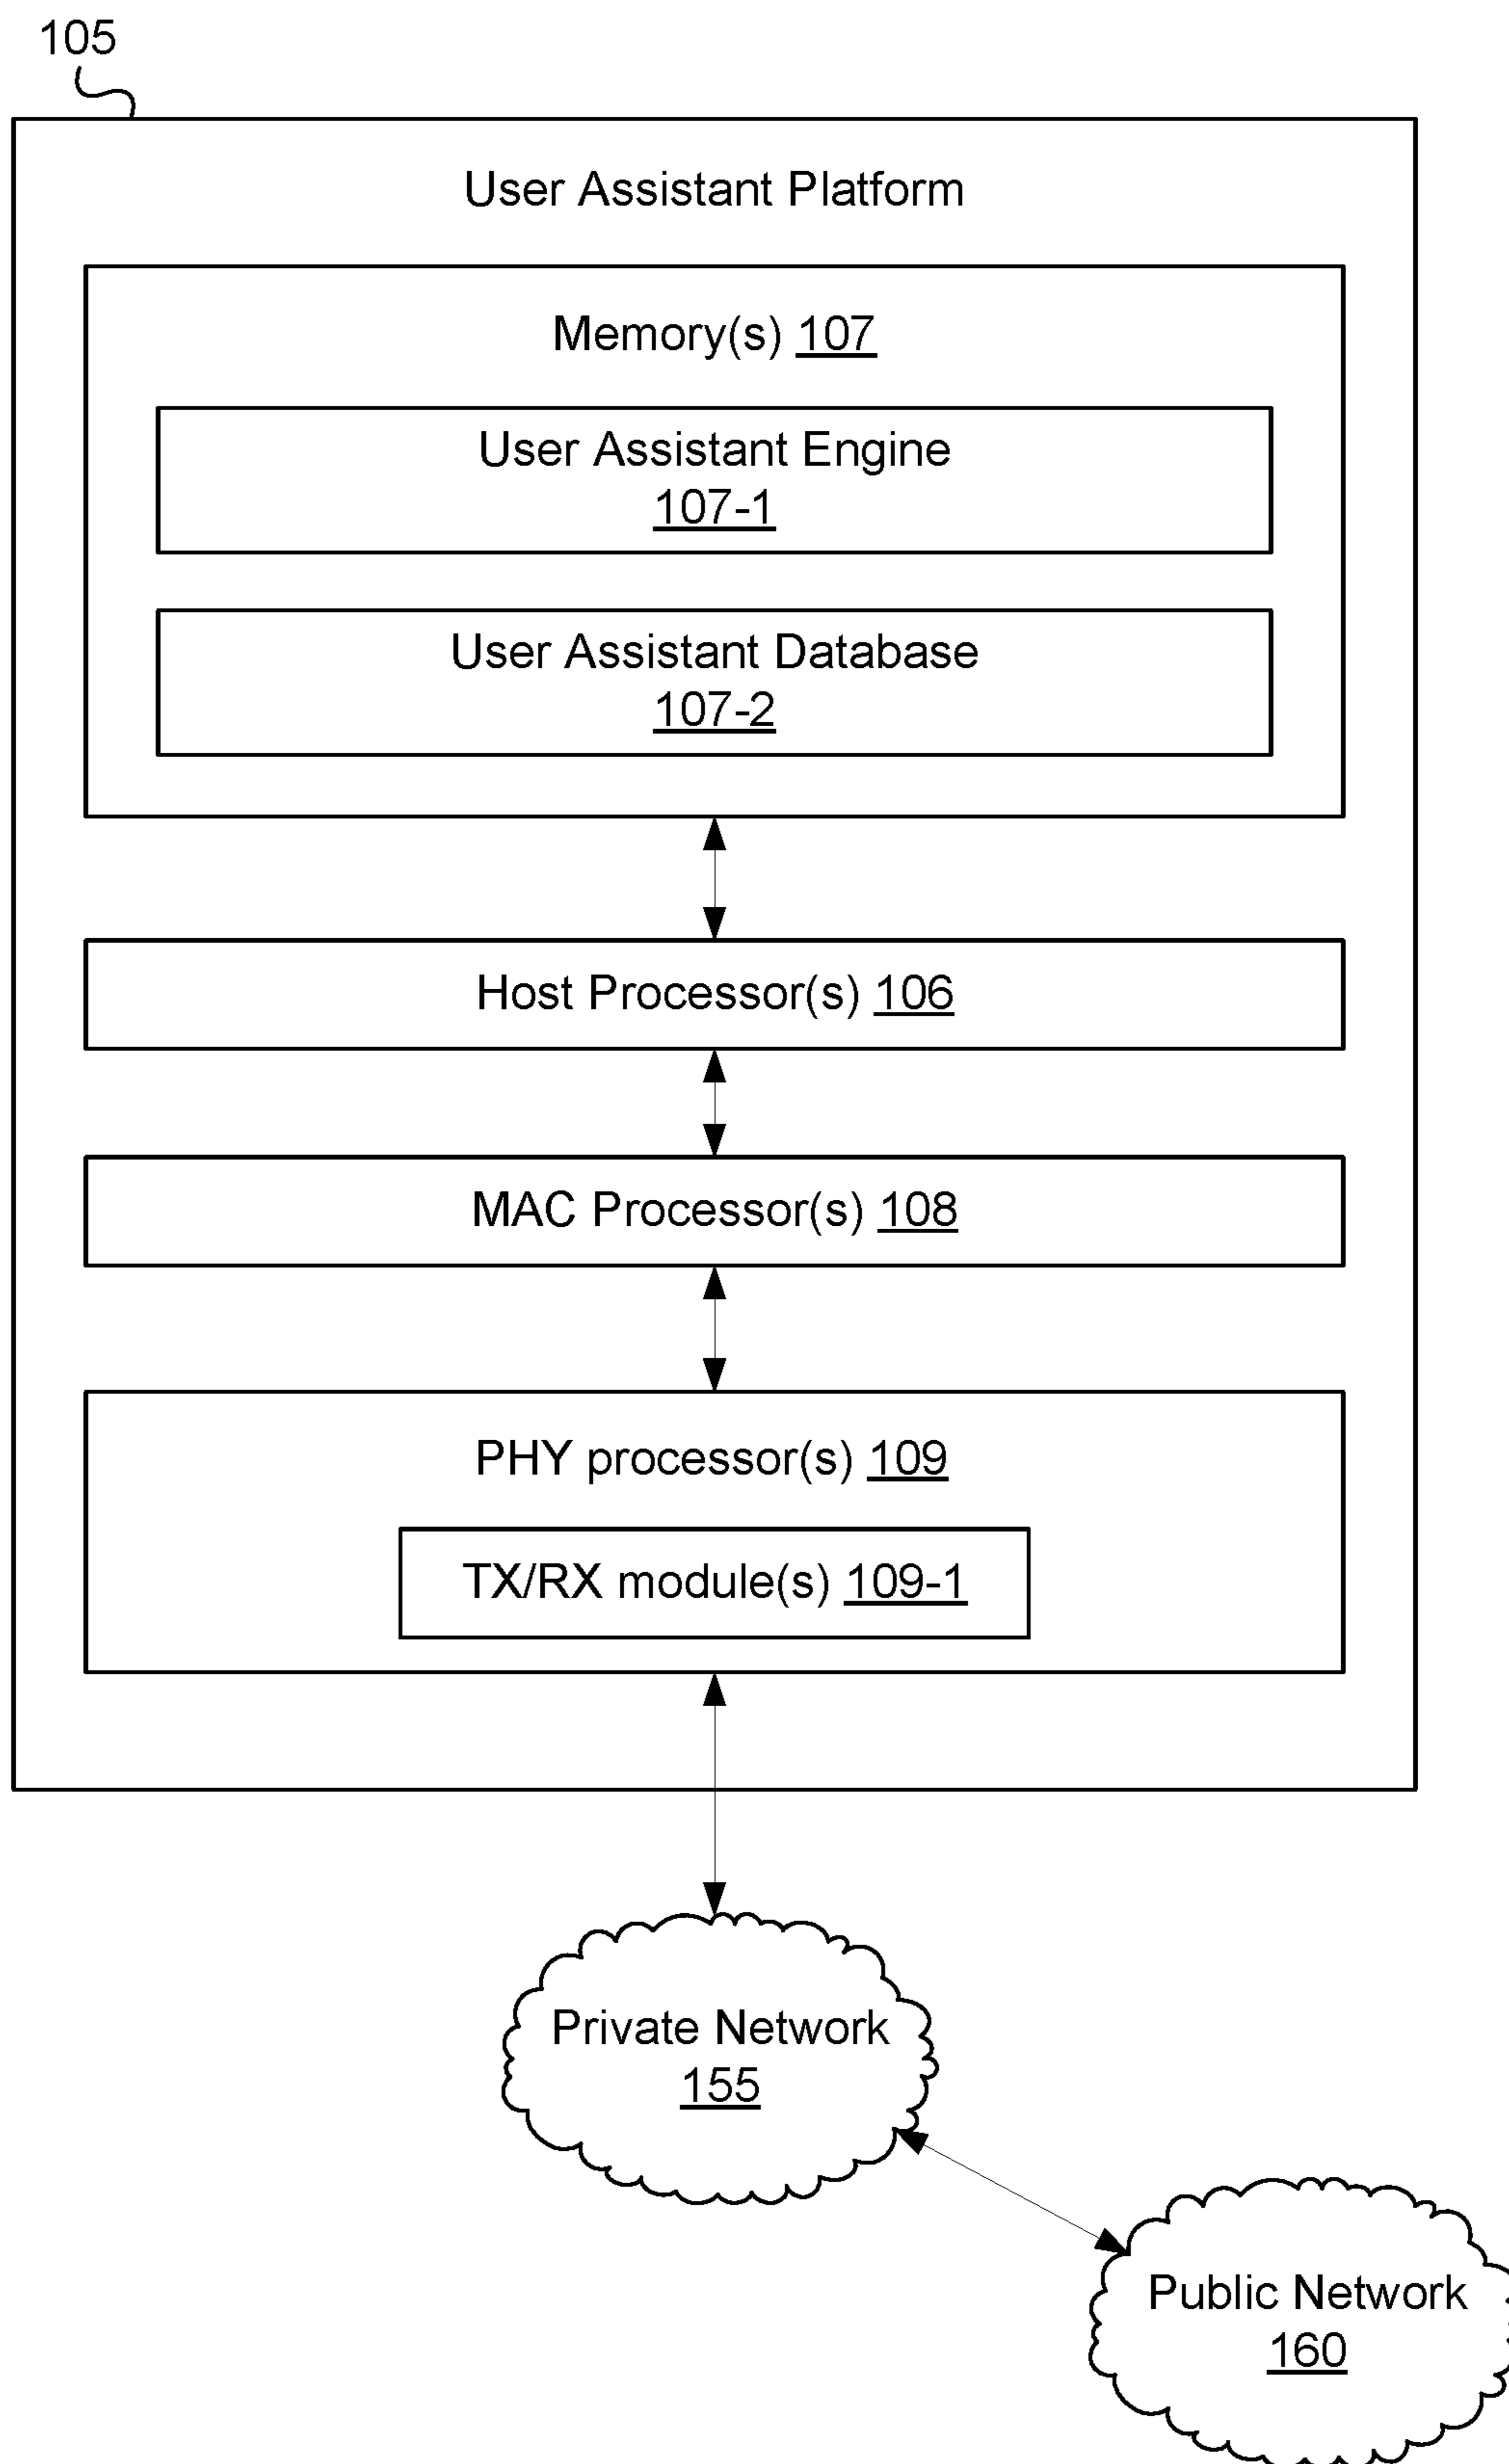 105
User Assistant Platform
Memory(s) 107
User Assistant Engine
107-1
User Assistant Database
107-2
Host Processor(s) 106
MAC Processor(s) 108
PHY processor(s) 109
TX/RX module(s) 109-1
Private Network
155
Public Network
160